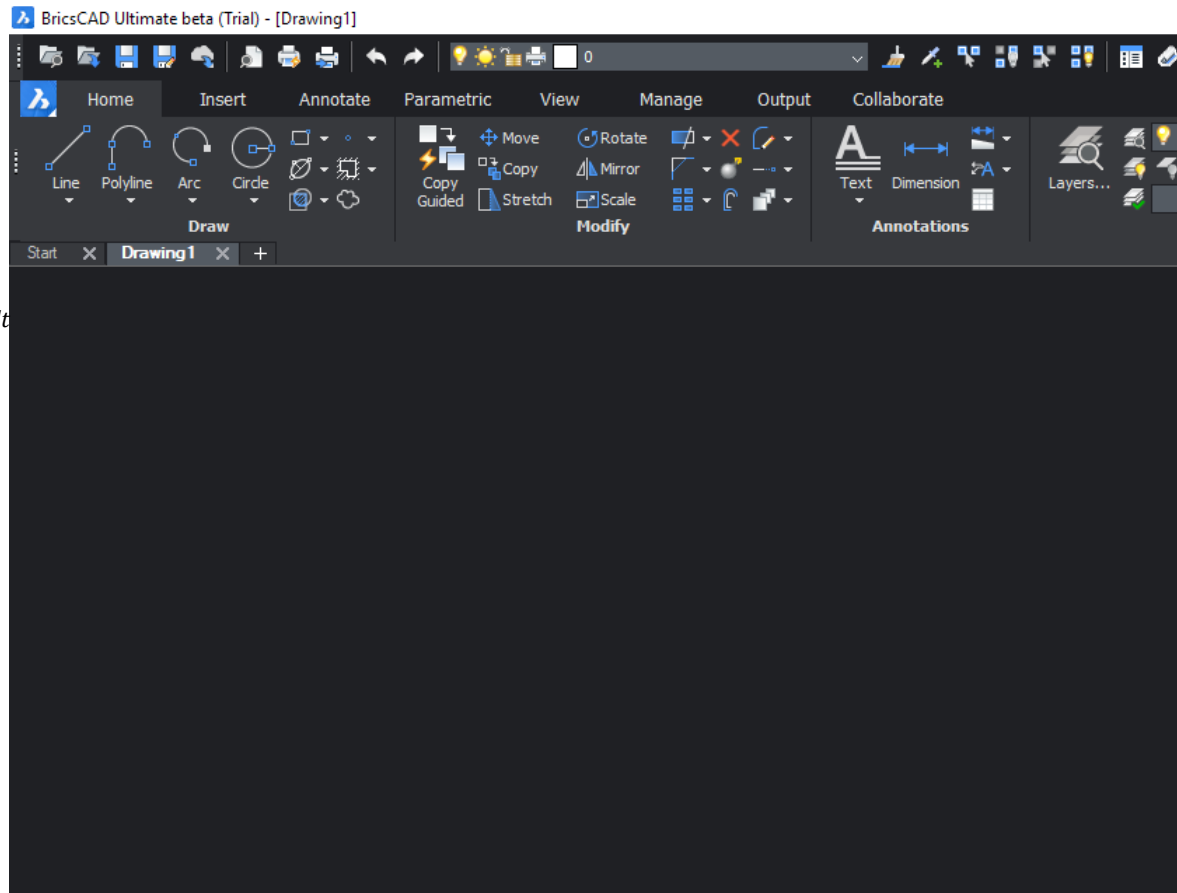 BricsCAD Ultimate beta (Trial) - [Drawing1]
0
Home Insert Annotate Parametric View Manage Output Collaborate
Move Rotate
Line Polyline Arc Circle Copy Guided Copy Mirror A Text Dimension A Layers...
Stretch Scale
Draw Modify Annotations
Start Drawing1 +
t